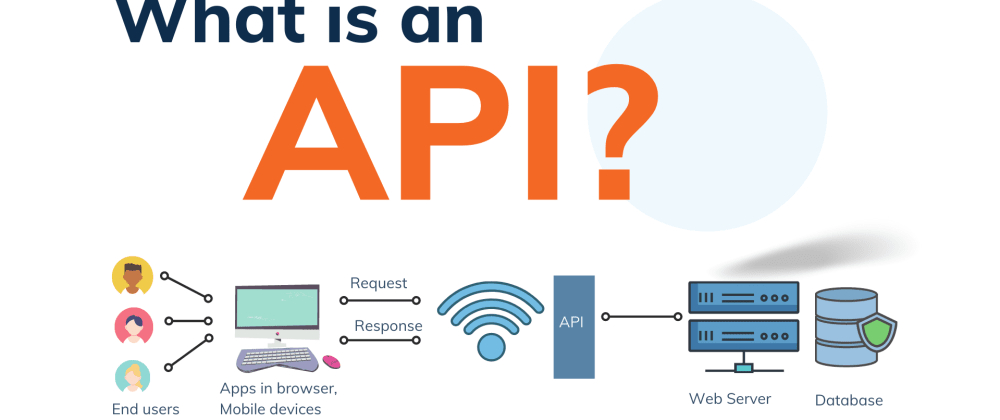 What is an
API?
Request
Response
API
Apps in browser,
Mobile devices
End users
Web Server
Database